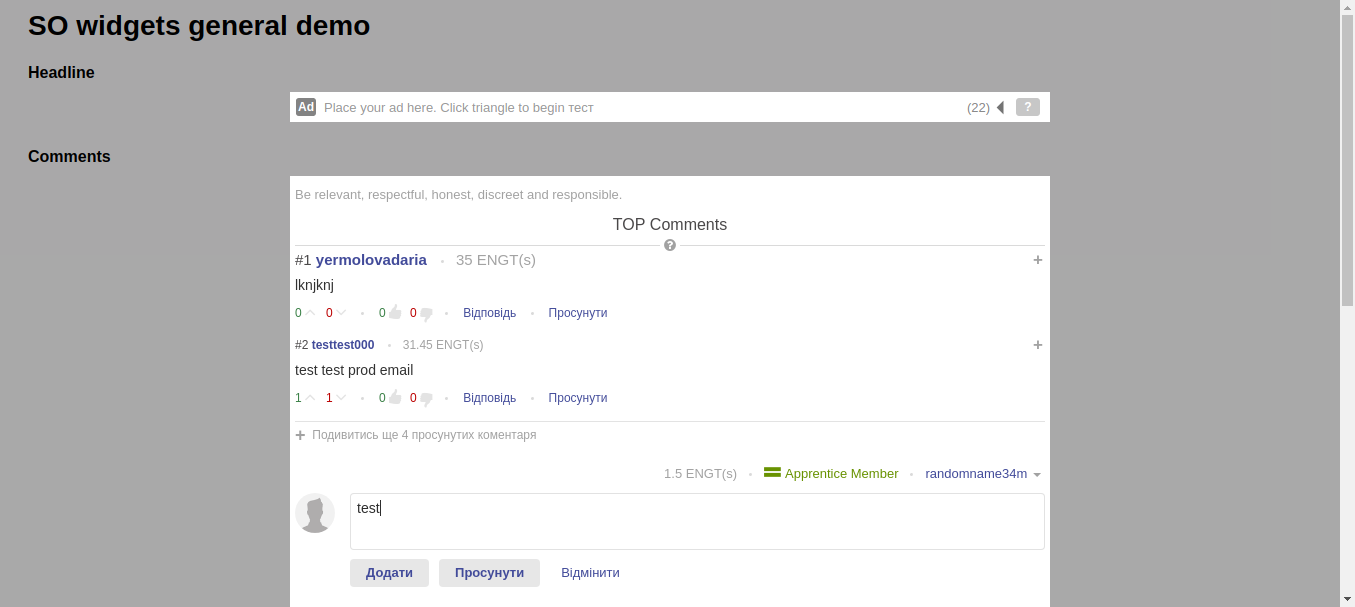 SO widgets general demo
Headline
Ad Place your ad here. Click triangle to begin тест (22) ?
Comments
Be relevant, respectful, honest, discreet and responsible.
TOP Comments
?
#1 yermolovadaria • 35 ENGT(s) +
lknjknj
0 0 • 0 0 • Відповідь • Просунути
#2 testtest000 • 31.45 ENGT(s) +
test test prod email
1 1 • 0 0 • Відповідь • Просунути
+ Подивитись ще 4 просунутих коментаря
1.5 ENGT(s) • Apprentice Member • randomname34m
test
Додати Просунути Відмінити